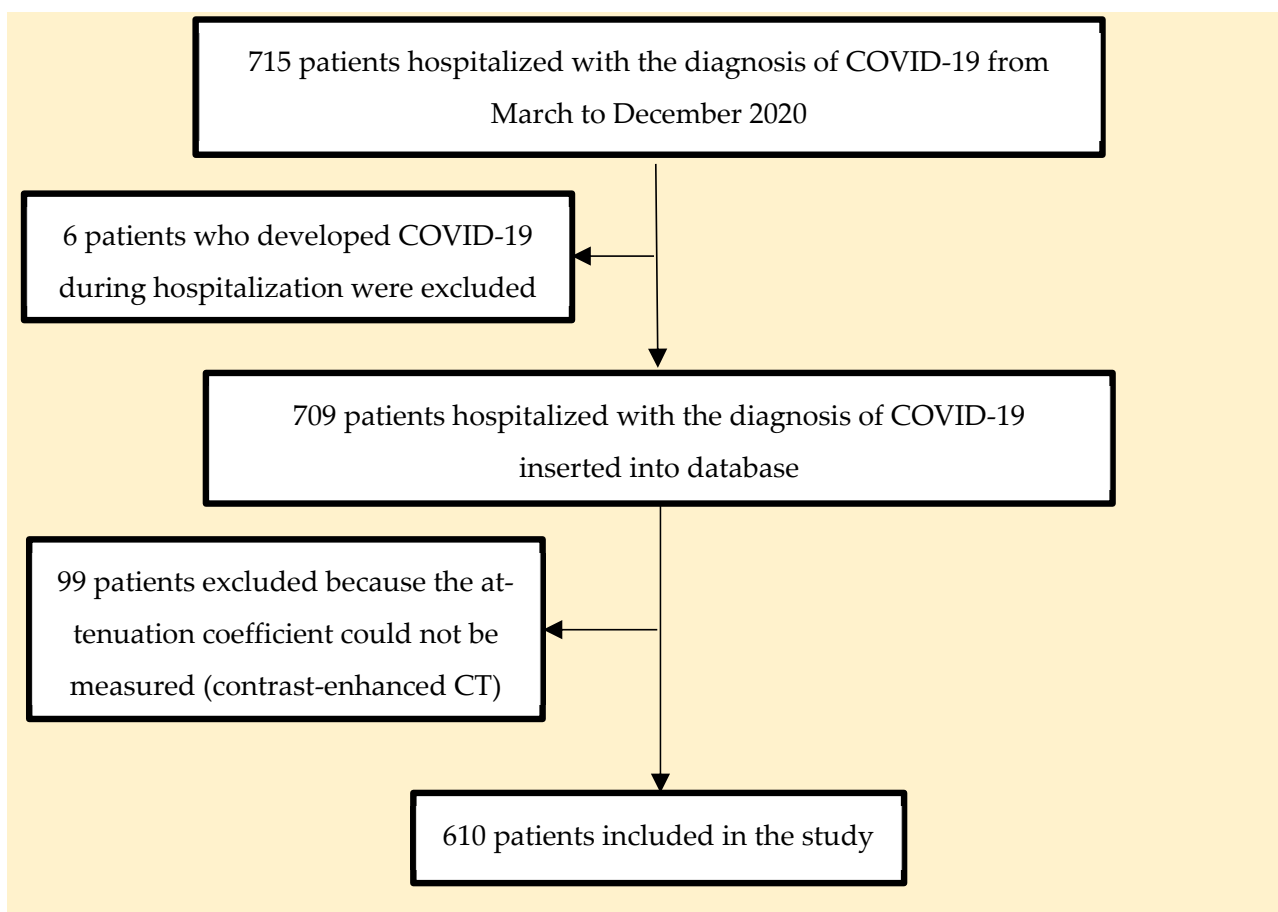 715 patients hospitalized with the diagnosis of COVID-19 from
March to December 2020
6 patients who developed COVID-19
during hospitalization were excluded
709 patients hospitalized with the diagnosis of COVID-19
inserted into database
99 patients excluded because the at-
tenuation coefficient could not be
measured (contrast-enhanced CT)
610 patients included in the study